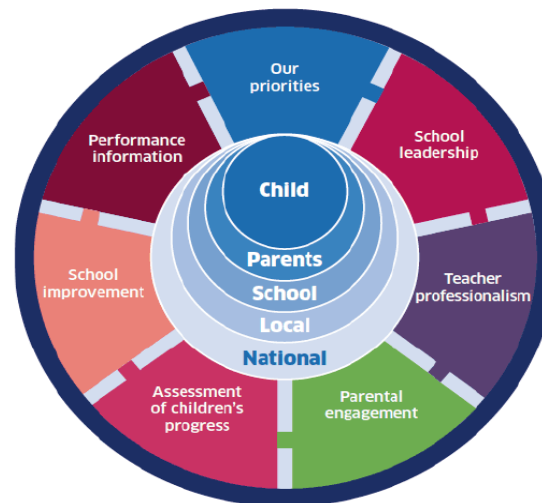 Our
priorities
School
leadership
Teacher
professionalism
Parental
engagement
Assessment
of children's
progress
School
improvement
Performance
information
Child
Parents
School
Local
National